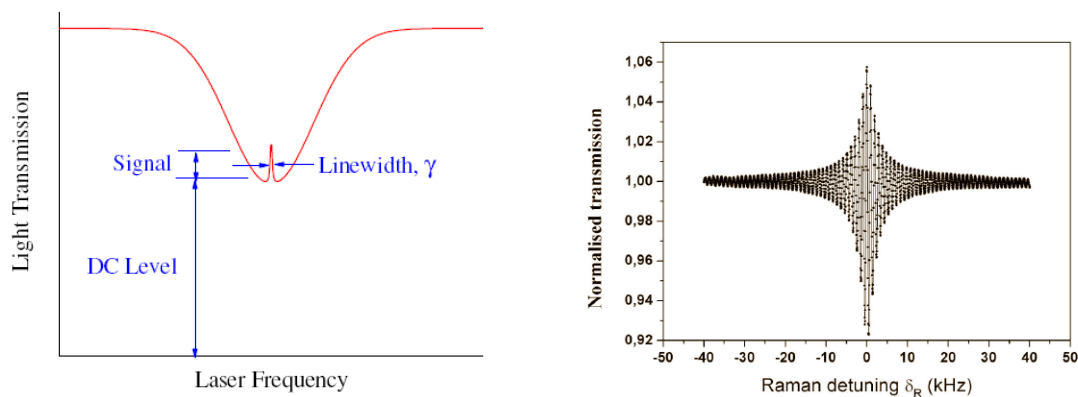 Light Transmission
Signal
Linewidth, γ
DC Level
Laser Frequency
Normalised transmission
1,06
1,04
1,02
1,00
0,98
0,96
0,94
0,92
-50 -40 -30 -20 -10 0 10 20 30 40 50
Raman detuning δR (kHz)